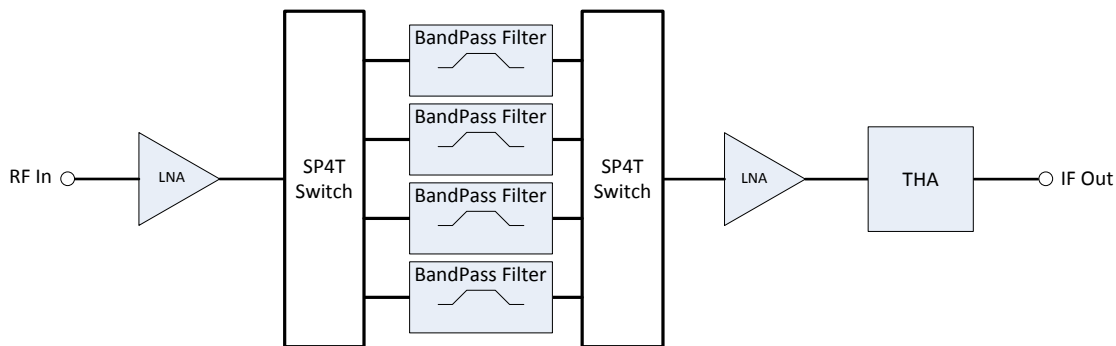 RF In
LNA
SP4T
Switch
BandPass Filter
BandPass Filter
BandPass Filter
BandPass Filter
SP4T
Switch
LNA
THA
IF Out